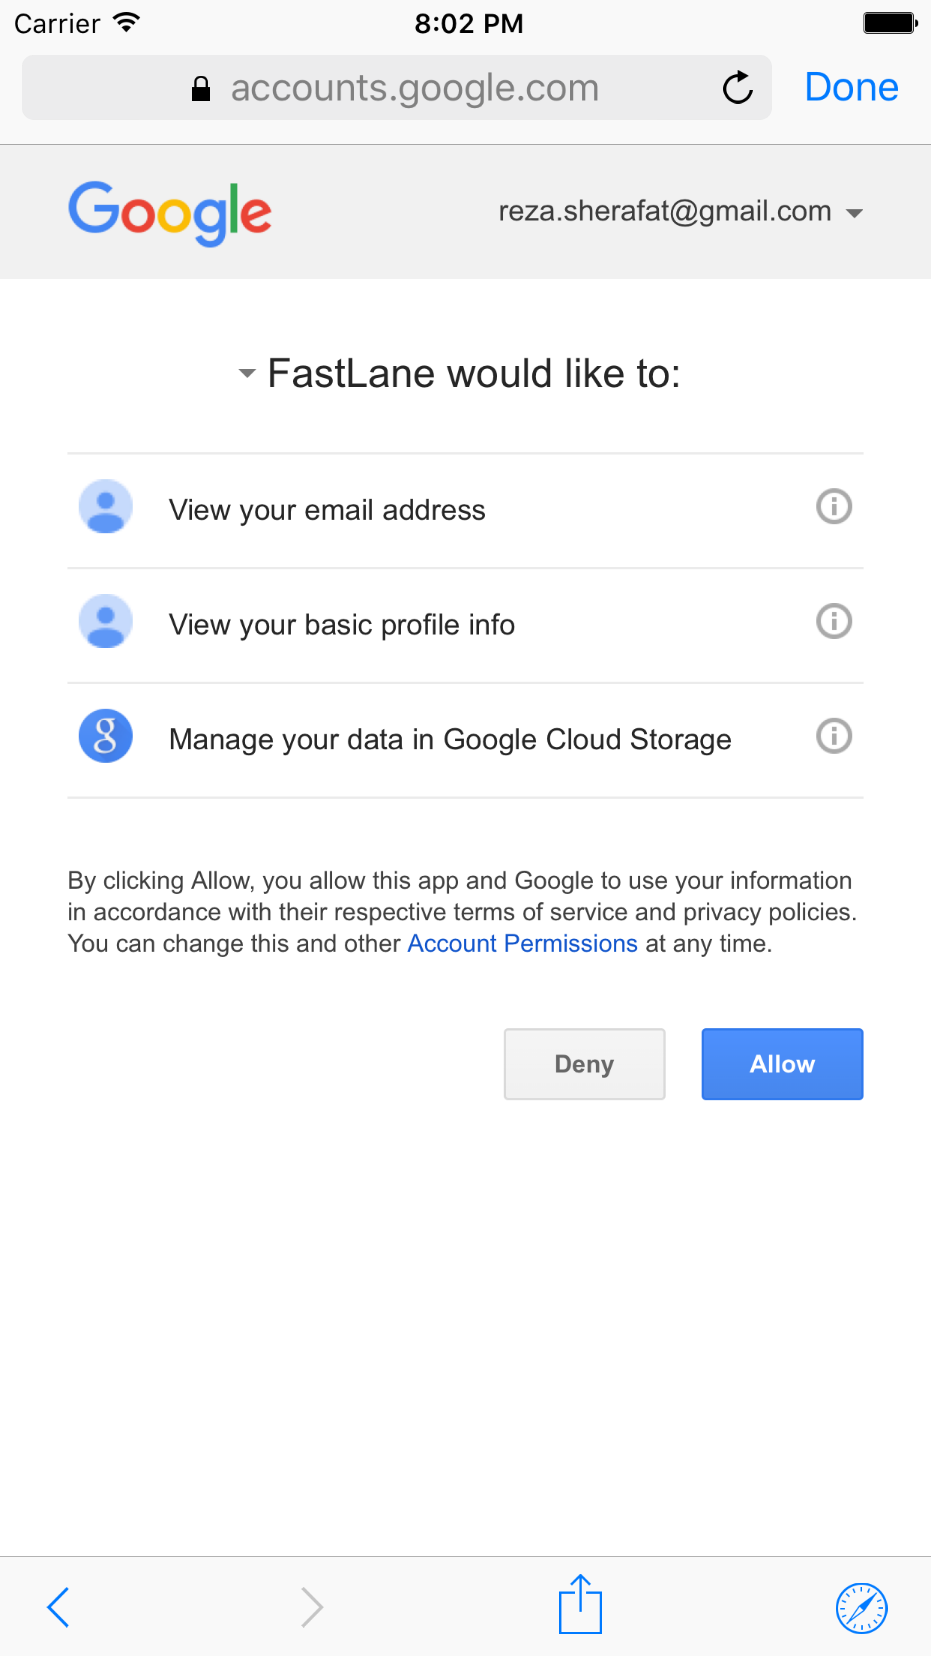 Carrier 8:02 PM
accounts.google.com Done
Google reza.sherafat@gmail.com
FastLane would like to:
View your email address
View your basic profile info
g Manage your data in Google Cloud Storage
By clicking Allow, you allow this app and Google to use your information
in accordance with their respective terms of service and privacy policies.
You can change this and other Account Permissions at any time.
Deny Allow